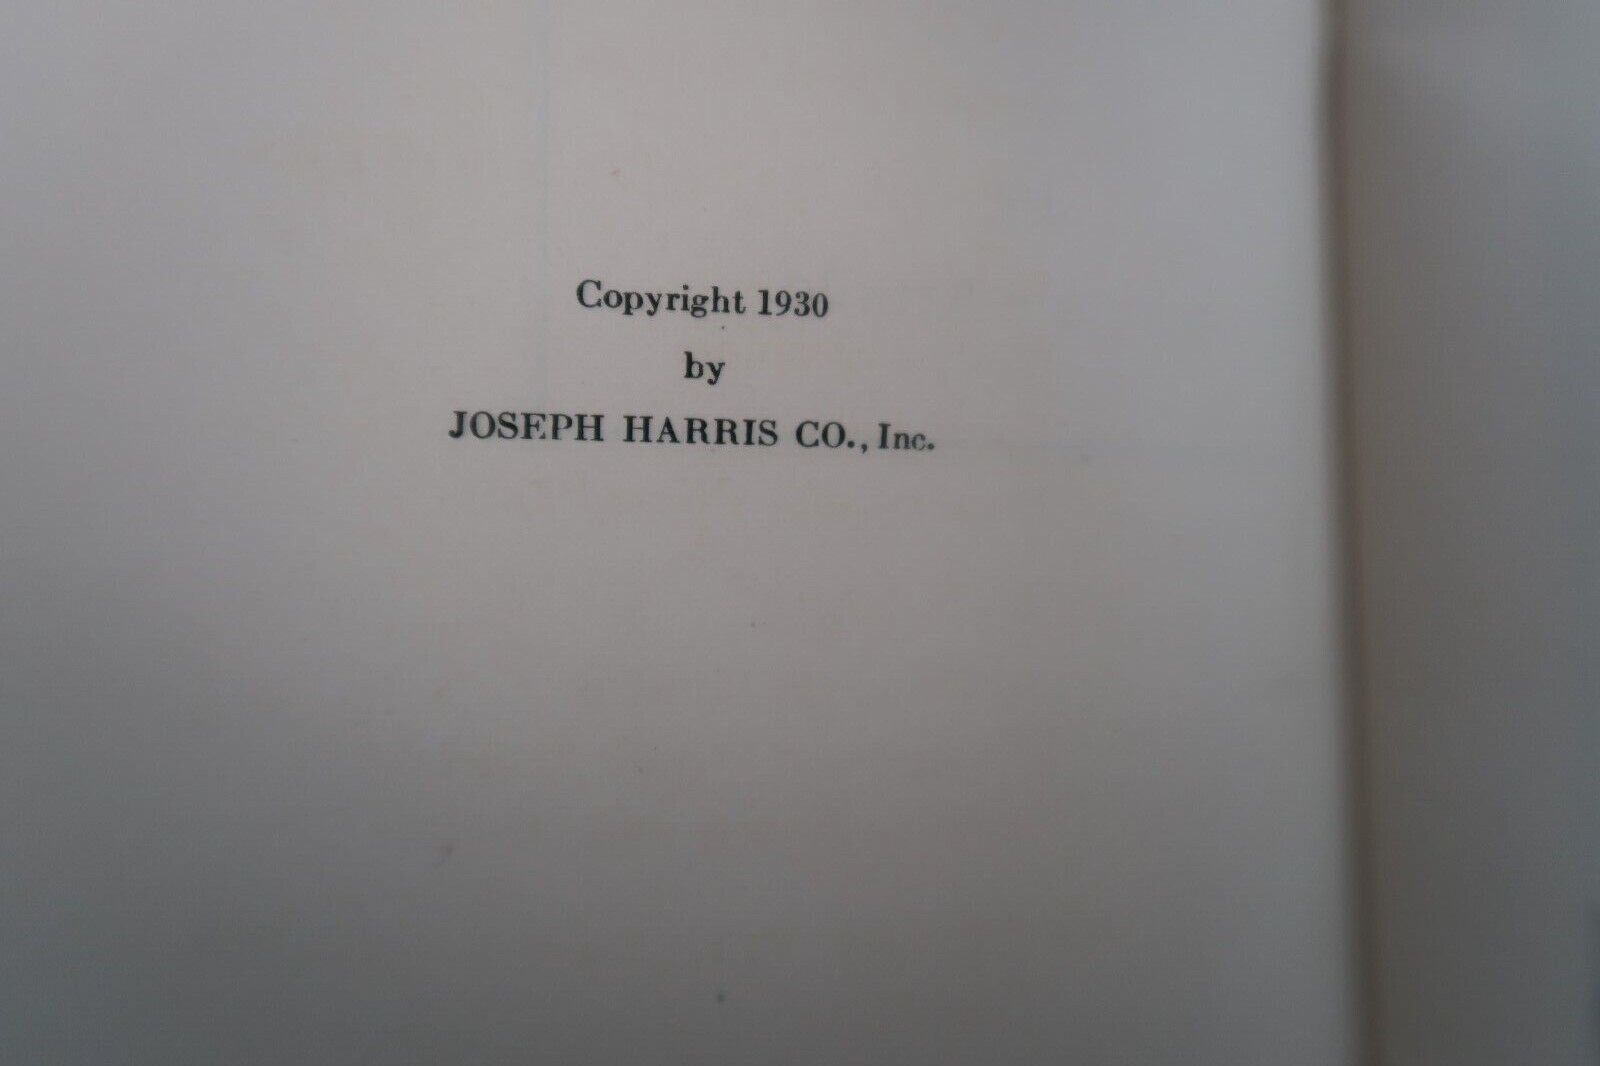 Copyright 1930
by
JOSEPH HARRIS CO., Inc.